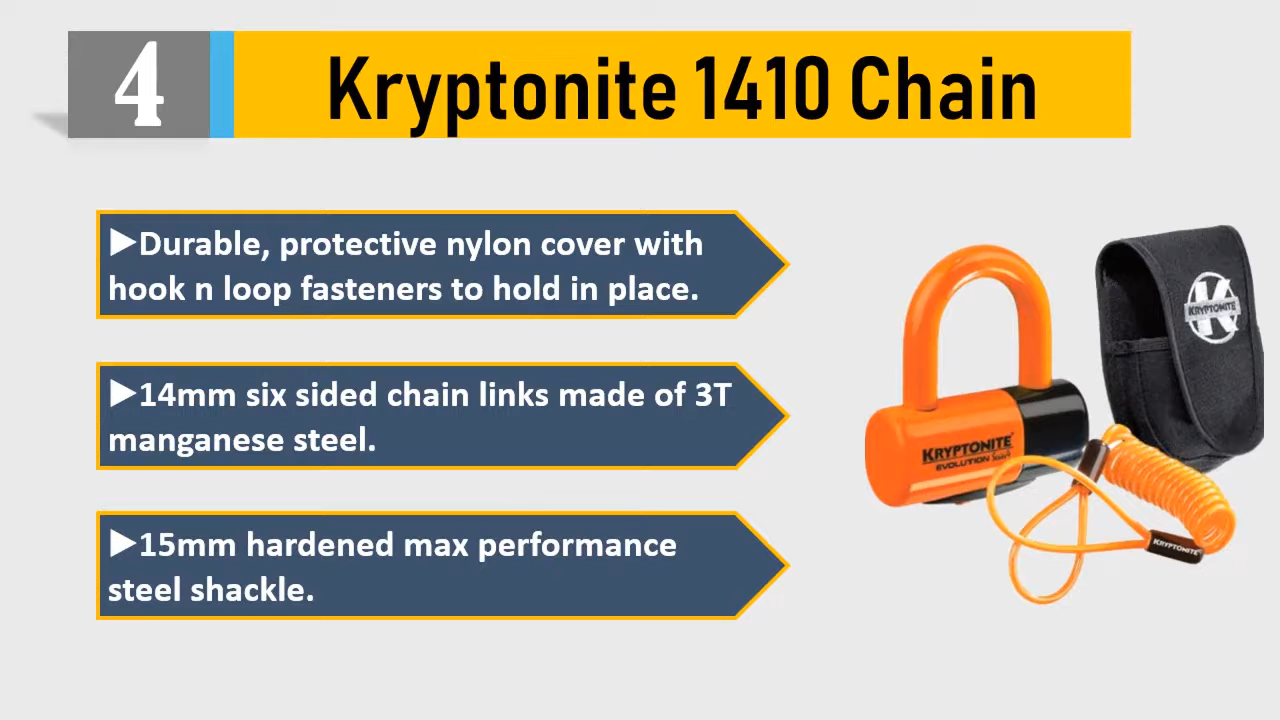 4
Kryptonite 1410 Chain
►Durable, protective nylon cover with
hook n loop fasteners to hold in place.
►14mm six sided chain links made of 3T
manganese steel.
►15mm hardened max performance
steel shackle.
KRYPTONITE
KRYPTONITE
EVOLUTION
KRYPTONITE